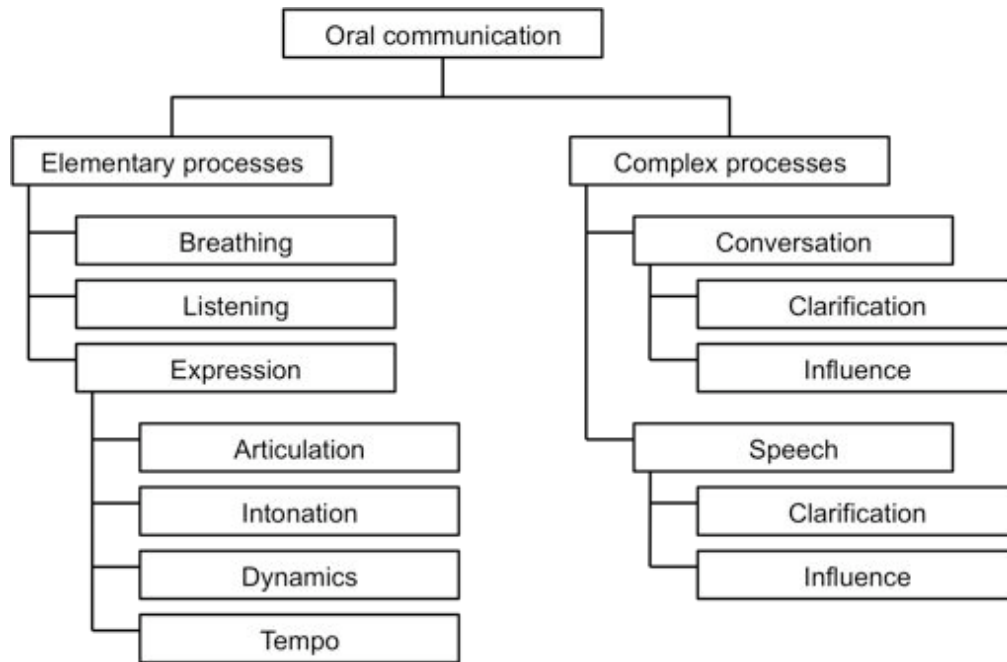 Oral communication
Elementary processes
Breathing
Listening
Expression
Articulation
Intonation
Dynamics
Tempo
Complex processes
Conversation
Clarification
Influence
Speech
Clarification
Influence